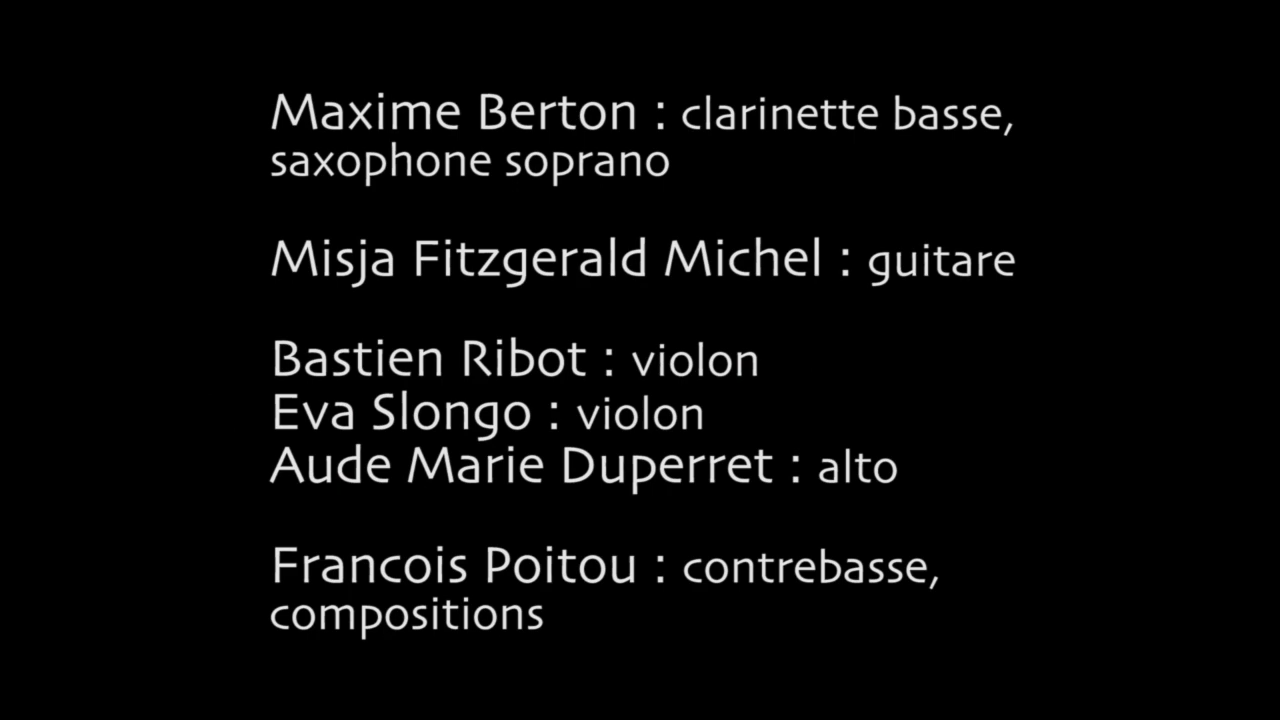 Maxime Berton : clarinette basse,
saxophone soprano
Misja Fitzgerald Michel : guitare
Bastien Ribot : violon
Eva Slongo : violon
Aude Marie Duperret : alto
Francois Poitou : contrebasse,
compositions